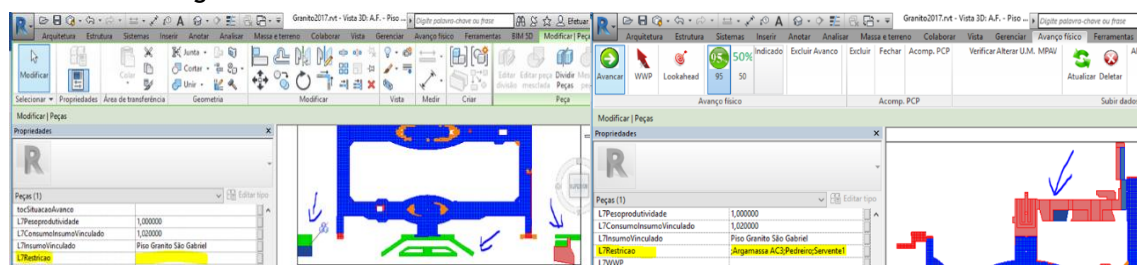 Granito2017.rvt - Vista 3D: A.F. - Piso ...
Digite palavra-chave ou frase
Efetuar
Arquitetura Estrutura Sistemas Inserir Anotar Analisar Massa e terreno Colaborar Vista Gerenciar Avanço físico Ferramentas BIM 5D Modificar | Peça
Modificar
Colar
Junta
Cortar
Unir
Editar divisão
Editar peça mesclada
Dividir Peças
Selecionar Propriedades Área de transferência Geometria Modificar Vista Medir Criar Peça
Modificar | Peças
Propriedades X
Peças (1) Editar tipo
tocSituacaoAvanco
L7Pesoprodutividade 1,000000
L7ConsumoInsumoVinculado 1,020000
L7InsumoVinculado Piso Granito São Gabriel
L7Restricao
Granito2017.rvt - Vista 3D: A.F. - Piso ...
Digite palavra-chave ou frase
Arquitetura Estrutura Sistemas Inserir Anotar Analisar Massa e terreno Colaborar Vista Gerenciar Avanço físico Ferramentas
Avancar WWP Lookahead 95 50% 50 Indicado Excluir Avanco Excluir Fechar Acomp. PCP Verificar Alterar U.M. MPAV Atualizar Deletar
Avanço físico Acomp. PCP Subir dados
Modificar | Peças
Propriedades X
Peças (1) Editar tipo
L7Pesoprodutividade 1,000000
L7ConsumoInsumoVinculado 1,020000
L7InsumoVinculado Piso Granito São Gabriel
L7Restricao ;Argamassa AC3;Pedreiro;Servente1
L7WWP